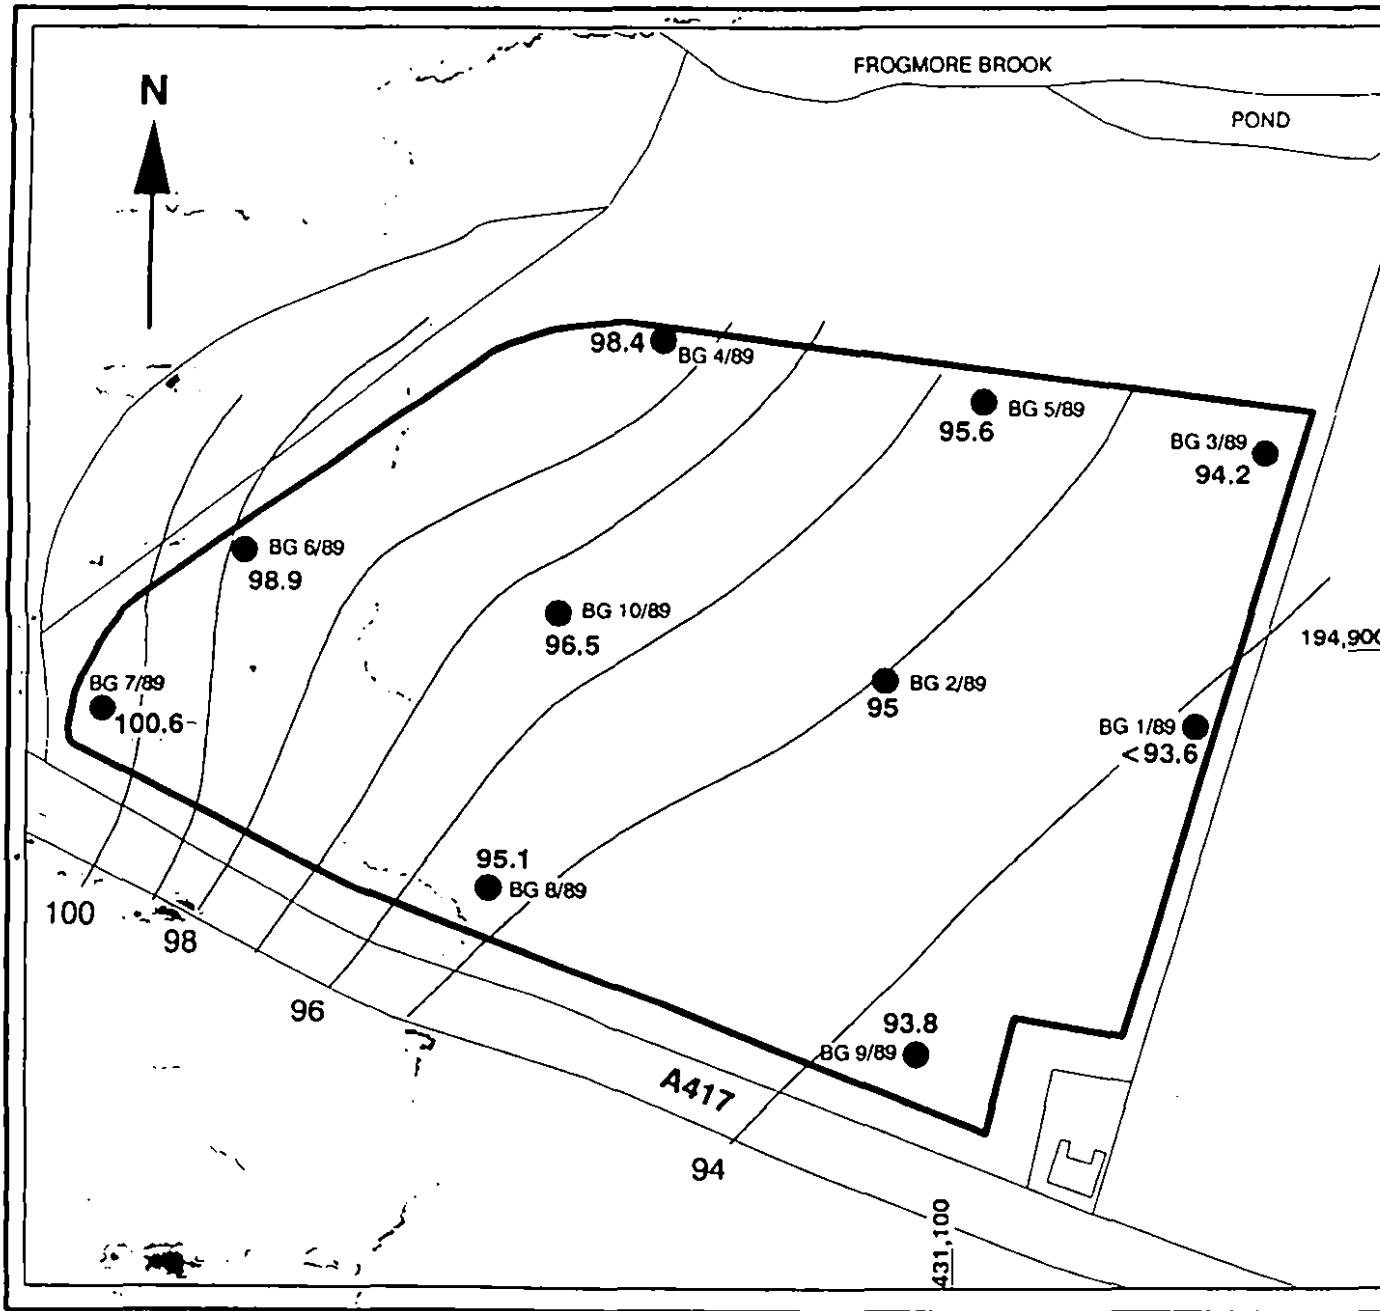 FROGMORE BROOK
N
POND
98.4
BG 4/89
BG 5/89
95.6
BG 3/89
94.2
BG 6/89
98.9
BG 10/89
96.5
194,900
BG 7/89
100.6
BG 2/89
95
BG 1/89
<93.6
95.1
BG 8/89
100
98
96
93.8
BG 9/89
A417
94
431,100